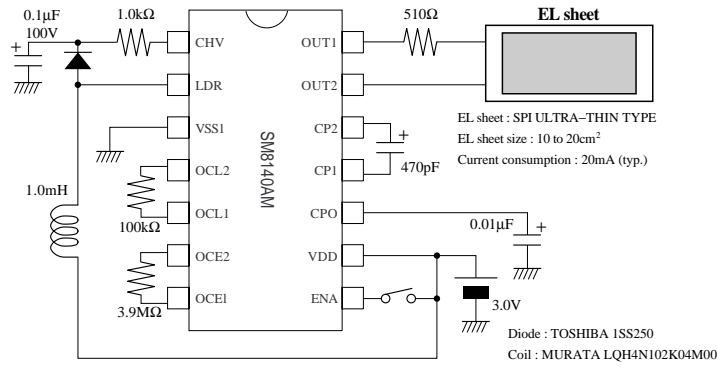 0.1µF
100V
+
1.0kΩ
CHV
LDR
VSS1
OCL2
OCL1
OCE2
OCE1
1.0mH
100kΩ
3.9MΩ
SM8140AM
OUT1
OUT2
CP2
CP1
CPO
VDD
ENA
510Ω
EL sheet
EL sheet : SPI ULTRA–THIN TYPE
EL sheet size : 10 to 20cm²
Current consumption : 20mA (typ.)
+
470pF
0.01µF
+
+
3.0V
Diode : TOSHIBA 1SS250
Coil : MURATA LQH4N102K04M00